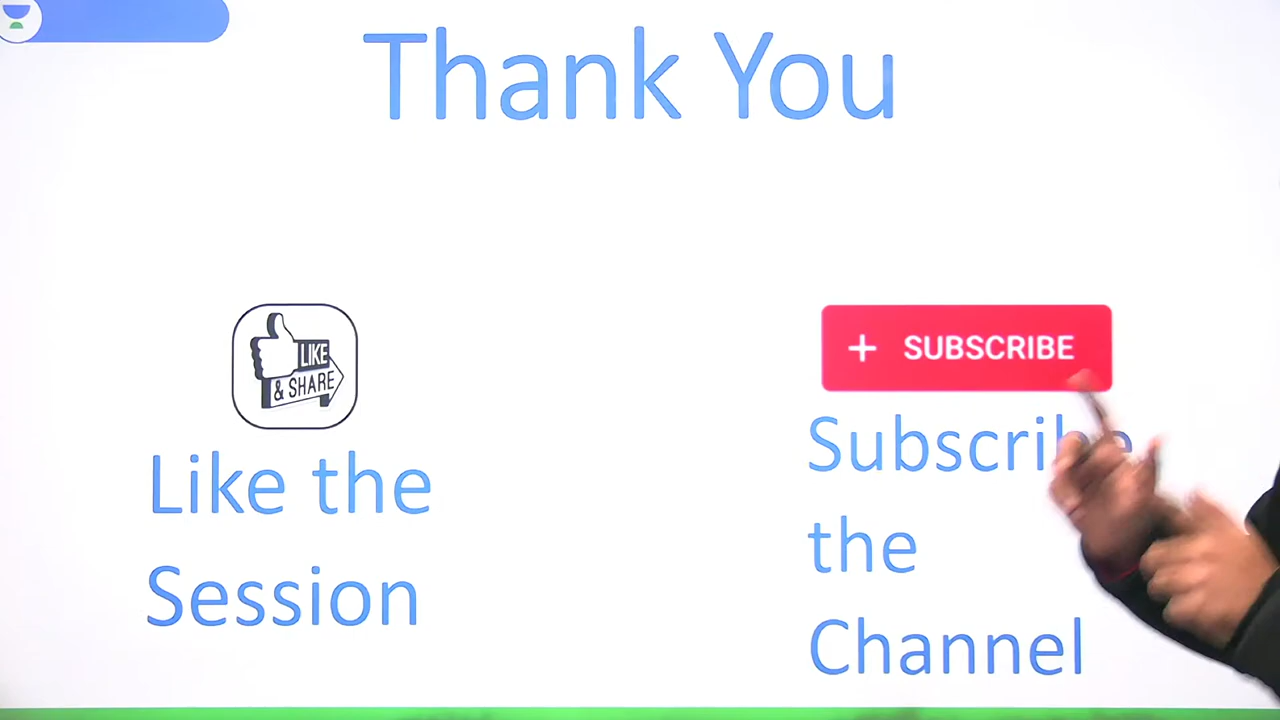 Thank You
LIKE
& SHARE
Like the
Session
+ SUBSCRIBE
Subscribe
the
Channel